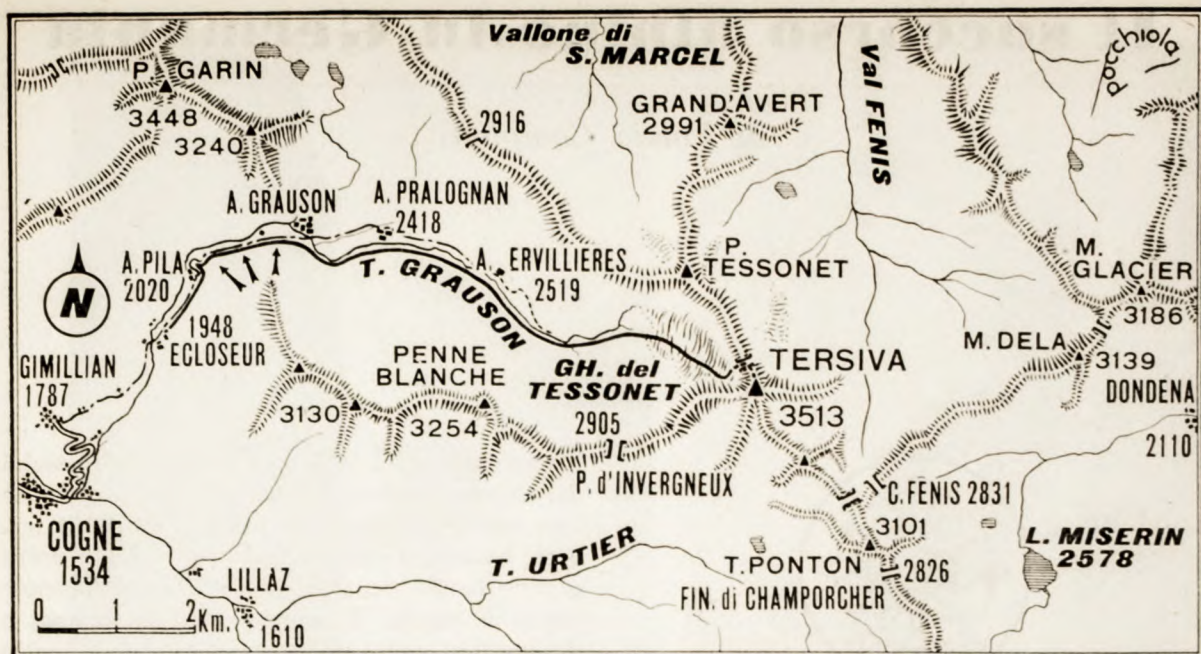 Vallone di
S. MARCEL
Val FENIS
Pocchiola
P. GARIN
3448
3240
2916
GRAND'AVERT
2991
A. GRAUSON
A. PRALOGNAN
2418
A. ERVILLIERES
2519
P.
TESSONET
M.
GLACIER
3186
A. PILA
2020
T. GRAUSON
N
1948
ECLOSEUR
GIMILLIAN
1787
PENNE
BLANCHE
3130
3254
GH. del
TESSONET
2905
P. d'INVERGNEUX
TERSIVA
3513
M. DELA
3139
DONDENA
2110
C. FENIS 2831
3101
T. PONTON
2826
FIN. di CHAMPORCHER
L. MISERIN
2578
COGNE
1534
LILLAZ
1610
T. URTIER
0 1 2 Km.